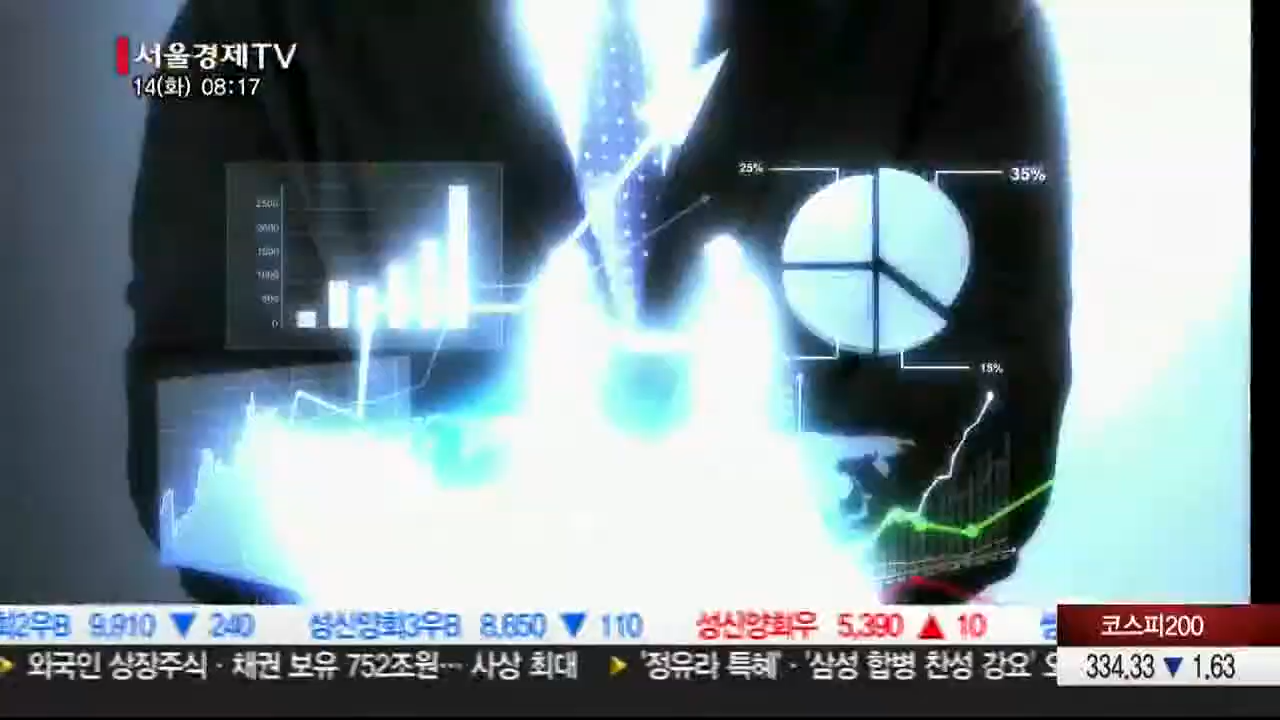 서울경제TV
14(화) 08:17
25%
35%
2500
2000
1500
1000
500
0
15%
9,910 ▼ 240 성신양회3우B 8,850 ▼ 110 성신양회우 5,390 ▲ 10
코스피200
외국인 상장주식·채권 보유 752조원… 사상 최대 ▶ '정유라 특혜'·'삼성 합병 찬성 강요'
334.33 ▼ 1.63